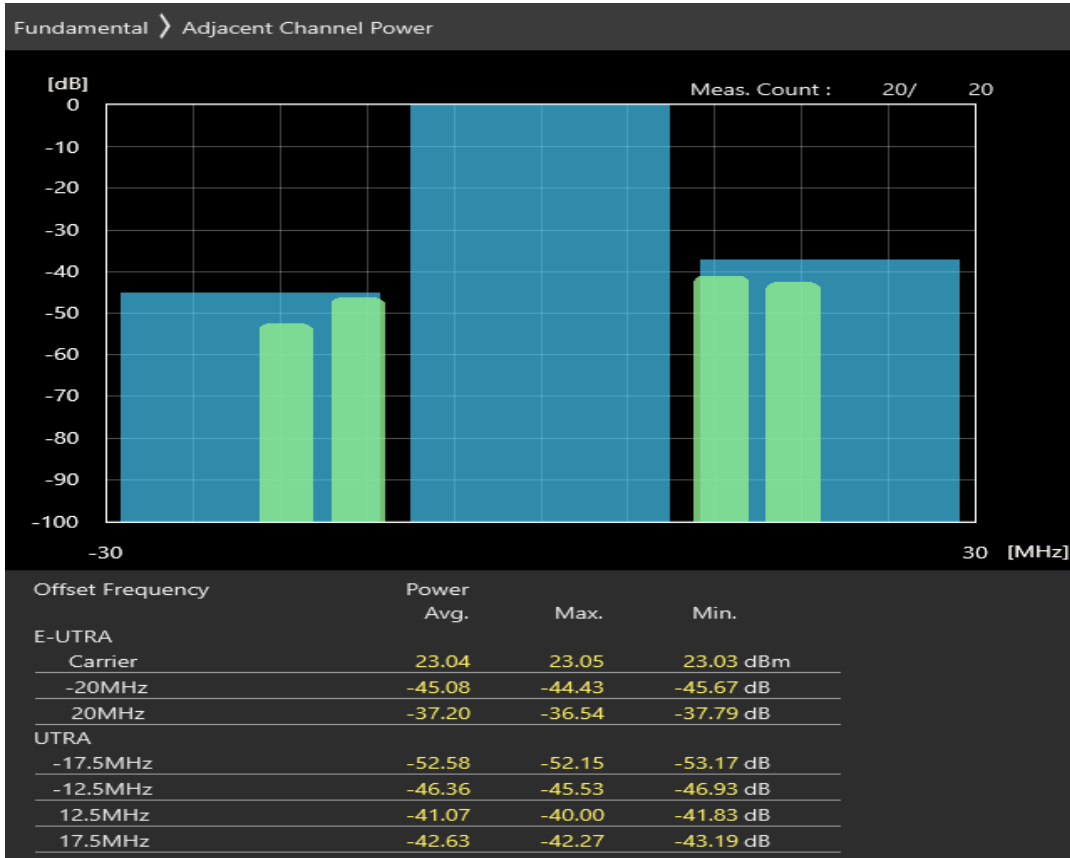 Fundamental 〉 Adjacent Channel Power
[dB]
Meas. Count : 20/ 20
0
-10
-20
-30
-40
-50
-60
-70
-80
-90
-100
-30 30 [MHz]
Offset Frequency Power
Avg. Max. Min.
E-UTRA
Carrier 23.04 23.05 23.03 dBm
-20MHz -45.08 -44.43 -45.67 dB
20MHz -37.20 -36.54 -37.79 dB
UTRA
-17.5MHz -52.58 -52.15 -53.17 dB
-12.5MHz -46.36 -45.53 -46.93 dB
12.5MHz -41.07 -40.00 -41.83 dB
17.5MHz -42.63 -42.27 -43.19 dB